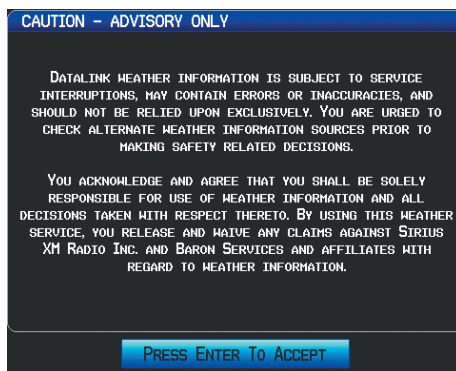 CAUTION – ADVISORY ONLY
DATALINK WEATHER INFORMATION IS SUBJECT TO SERVICE
INTERRUPTIONS, MAY CONTAIN ERRORS OR INACCURACIES, AND
SHOULD NOT BE RELIED UPON EXCLUSIVELY. YOU ARE URGED TO
CHECK ALTERNATE WEATHER INFORMATION SOURCES PRIOR TO
MAKING SAFETY RELATED DECISIONS.
YOU ACKNOWLEDGE AND AGREE THAT YOU SHALL BE SOLELY
RESPONSIBLE FOR USE OF WEATHER INFORMATION AND ALL
DECISIONS TAKEN WITH RESPECT THERETO. BY USING THIS WEATHER
SERVICE, YOU RELEASE AND WAIVE ANY CLAIMS AGAINST SIRIUS
XM RADIO INC. AND BARON SERVICES AND AFFILIATES WITH
REGARD TO WEATHER INFORMATION.
PRESS ENTER TO ACCEPT